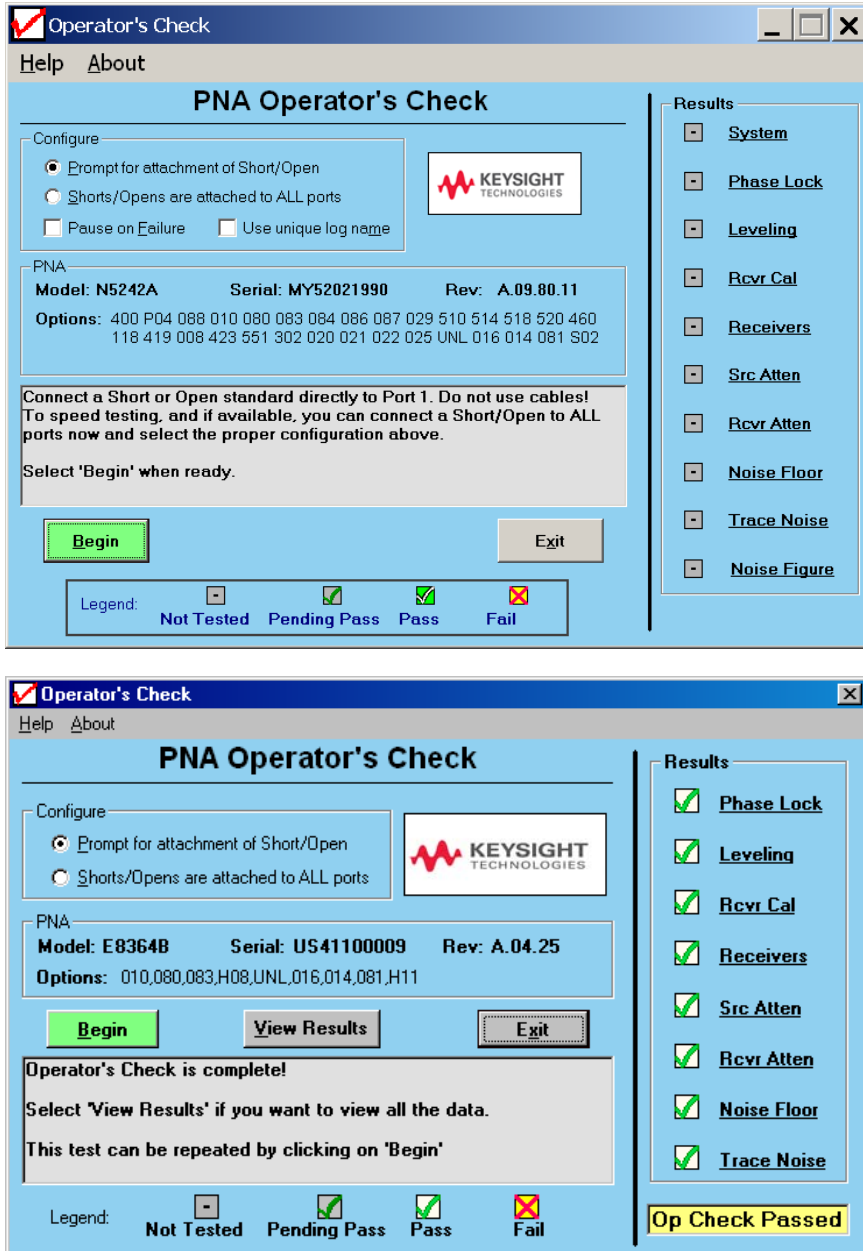 Operator's Check
Help About
PNA Operator's Check
Configure
Prompt for attachment of Short/Open
Shorts/Opens are attached to ALL ports
Pause on Failure Use unique log name
KEYSIGHT
TECHNOLOGIES
PNA
Model: N5242A Serial: MY52021990 Rev: A.09.80.11
Options: 400 P04 088 010 080 083 084 086 087 029 510 514 518 520 460
118 419 008 423 551 302 020 021 022 025 UNL 016 014 081 S02
Connect a Short or Open standard directly to Port 1. Do not use cables!
To speed testing, and if available, you can connect a Short/Open to ALL
ports now and select the proper configuration above.
Select 'Begin' when ready.
Begin Exit
Legend: Not Tested Pending Pass Pass Fail
Results
System
Phase Lock
Leveling
Rcvr Cal
Receivers
Src Atten
Rcvr Atten
Noise Floor
Trace Noise
Noise Figure
Operator's Check
Help About
PNA Operator's Check
Configure
Prompt for attachment of Short/Open
Shorts/Opens are attached to ALL ports
KEYSIGHT
TECHNOLOGIES
PNA
Model: E8364B Serial: US41100009 Rev: A.04.25
Options: 010,080,083,H08,UNL,016,014,081,H11
Begin View Results Exit
Operator's Check is complete!
Select 'View Results' if you want to view all the data.
This test can be repeated by clicking on 'Begin'
Legend: Not Tested Pending Pass Pass Fail
Results
Phase Lock
Leveling
Rcvr Cal
Receivers
Src Atten
Rcvr Atten
Noise Floor
Trace Noise
Op Check Passed